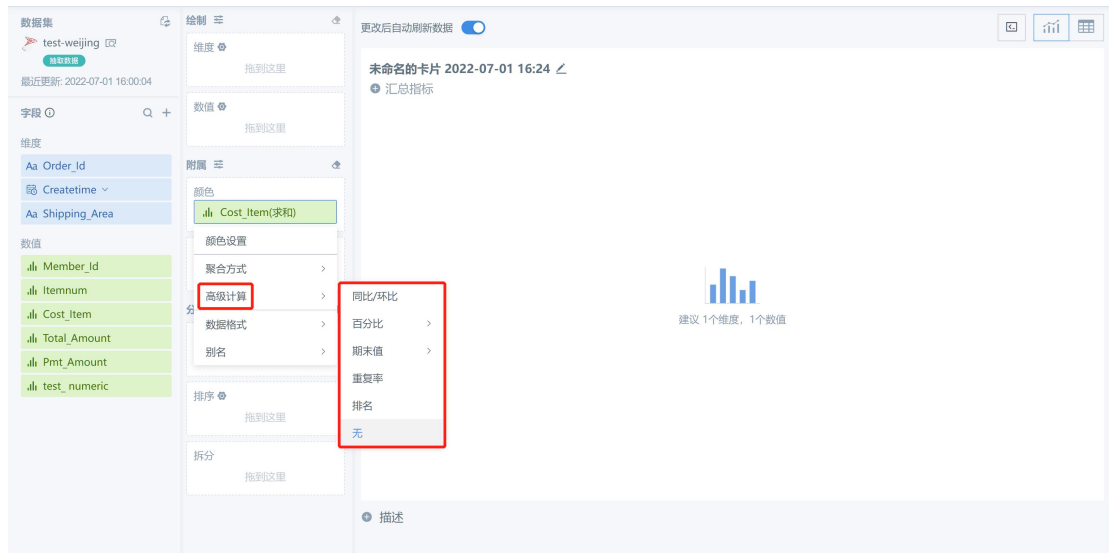 数据集
test-weijing
抽取数据
最近更新: 2022-07-01 16:00:04
字段
维度
Aa Order_Id
Createtime
Aa Shipping_Area
数值
Member_Id
Itemnum
Cost_Item
Total_Amount
Pmt_Amount
test_ numeric
绘制
维度
拖到这里
数值
拖到这里
附属
颜色
Cost_Item(求和)
颜色设置
聚合方式
高级计算
数据格式
别名
同比/环比
百分比
期末值
重复率
排名
无
排序
拖到这里
拆分
拖到这里
更改后自动刷新数据
未命名的卡片 2022-07-01 16:24
汇总指标
建议 1个维度，1个数值
描述